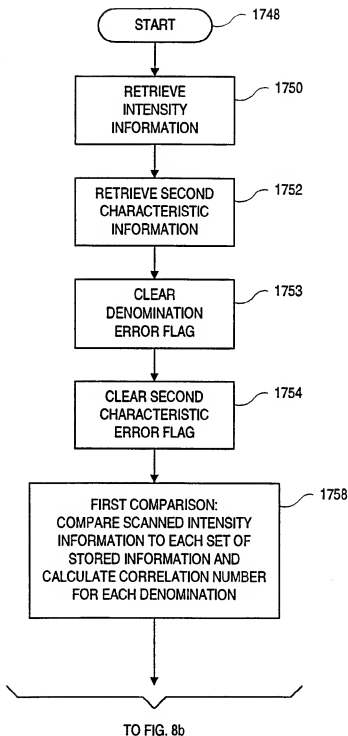 START
1748
RETRIEVE
INTENSITY
INFORMATION
1750
RETRIEVE SECOND
CHARACTERISTIC
INFORMATION
1752
CLEAR
DENOMINATION
ERROR FLAG
1753
CLEAR SECOND
CHARACTERISTIC
ERROR FLAG
1754
FIRST COMPARISON:
COMPARE SCANNED INTENSITY
INFORMATION TO EACH SET OF
STORED INFORMATION AND
CALCULATE CORRELATION NUMBER
FOR EACH DENOMINATION
1758
TO FIG. 8b